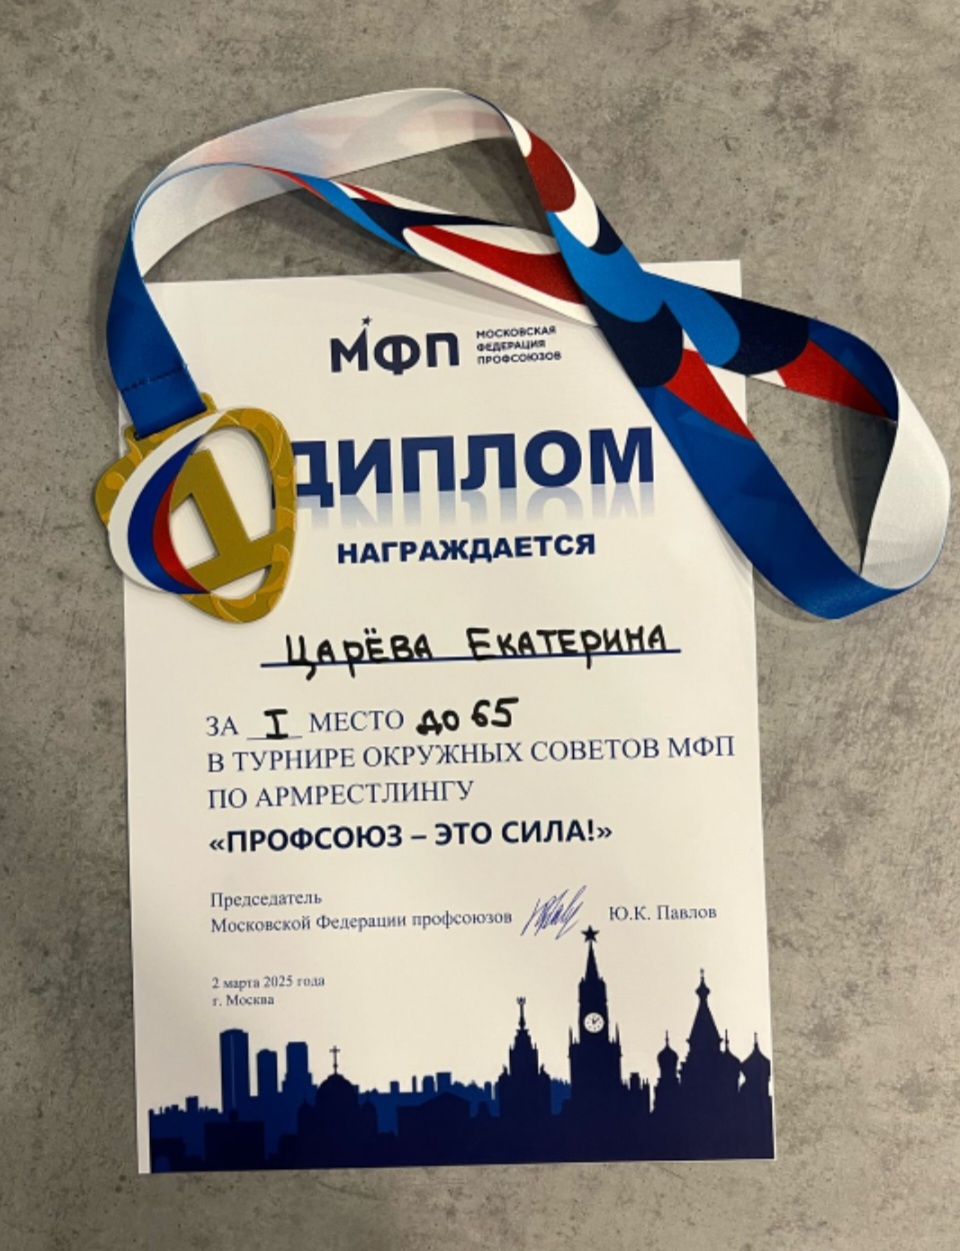 МФП
МОСКОВСКАЯ
ФЕДЕРАЦИЯ
ПРОФСОЮЗОВ
1
ДИПЛОМ
НАГРАЖДАЕТСЯ
ЦАРЁВА ЕКАТЕРИНА
ЗА I МЕСТО ДО 65
В ТУРНИРЕ ОКРУЖНЫХ СОВЕТОВ МФП
ПО АРМРЕСТЛИНГУ
«ПРОФСОЮЗ – ЭТО СИЛА!»
Председатель
Московской Федерации профсоюзов Ю.К. Павлов
2 марта 2025 года
г. Москва